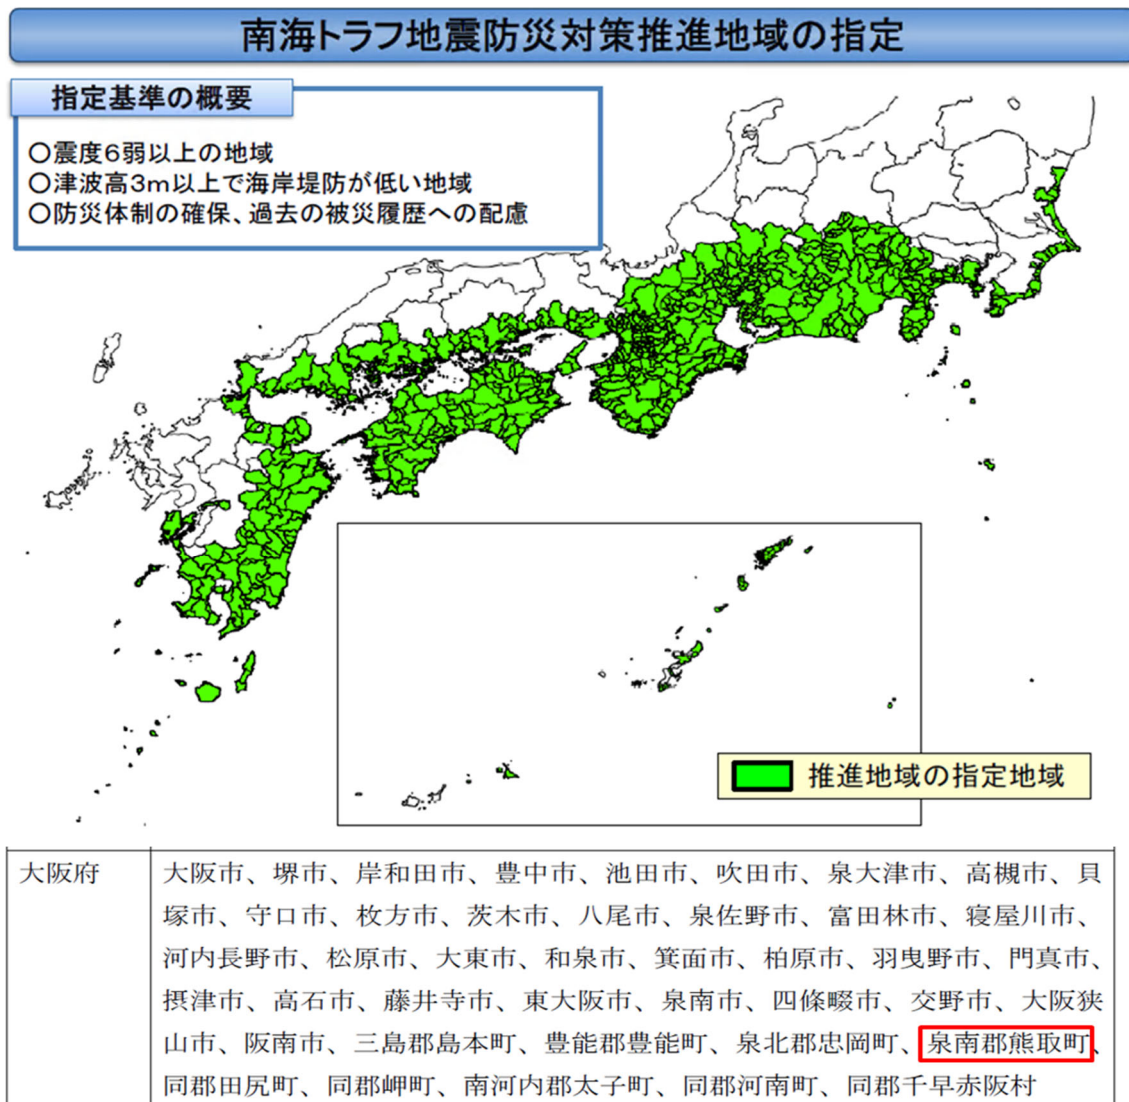 南海トラフ地震防災対策推進地域の指定
指定基準の概要
○震度6弱以上の地域
○津波高3m以上で海岸堤防が低い地域
○防災体制の確保、過去の被災履歴への配慮
推進地域の指定地域
大阪府
大阪市、堺市、岸和田市、豊中市、池田市、吹田市、泉大津市、高槻市、貝
塚市、守口市、枚方市、茨木市、八尾市、泉佐野市、富田林市、寝屋川市、
河内長野市、松原市、大東市、和泉市、箕面市、柏原市、羽曳野市、門真市、
摂津市、高石市、藤井寺市、東大阪市、泉南市、四條畷市、交野市、大阪狭
山市、阪南市、三島郡島本町、豊能郡豊能町、泉北郡忠岡町、泉南郡熊取町、
同郡田尻町、同郡岬町、南河内郡太子町、同郡河南町、同郡千早赤阪村